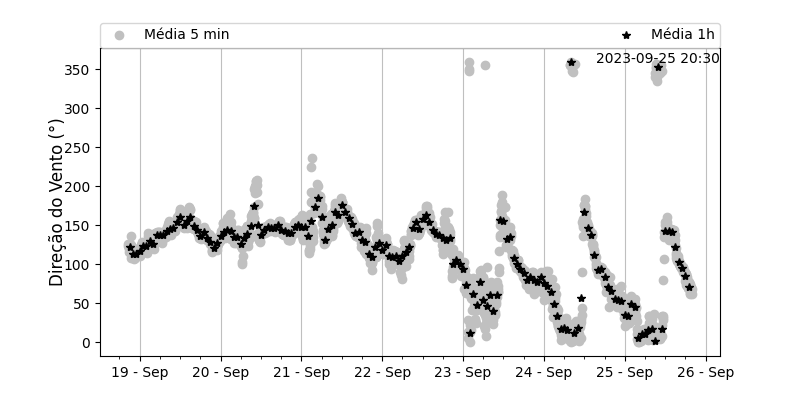 Média 5 min
Média 1h
2023-09-25 20:30
Direção do Vento (°)
350
300
250
200
150
100
50
0
19 - Sep
20 - Sep
21 - Sep
22 - Sep
23 - Sep
24 - Sep
25 - Sep
26 - Sep